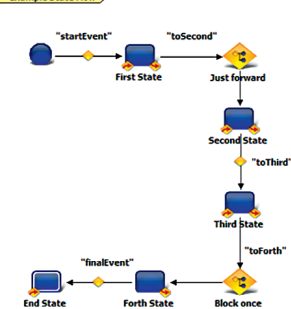 "startEvent"
"toSecond"
First State
Just forward
Second State
"toThird"
Third State
"toForth"
"finalEvent"
End State
Forth State
Block once